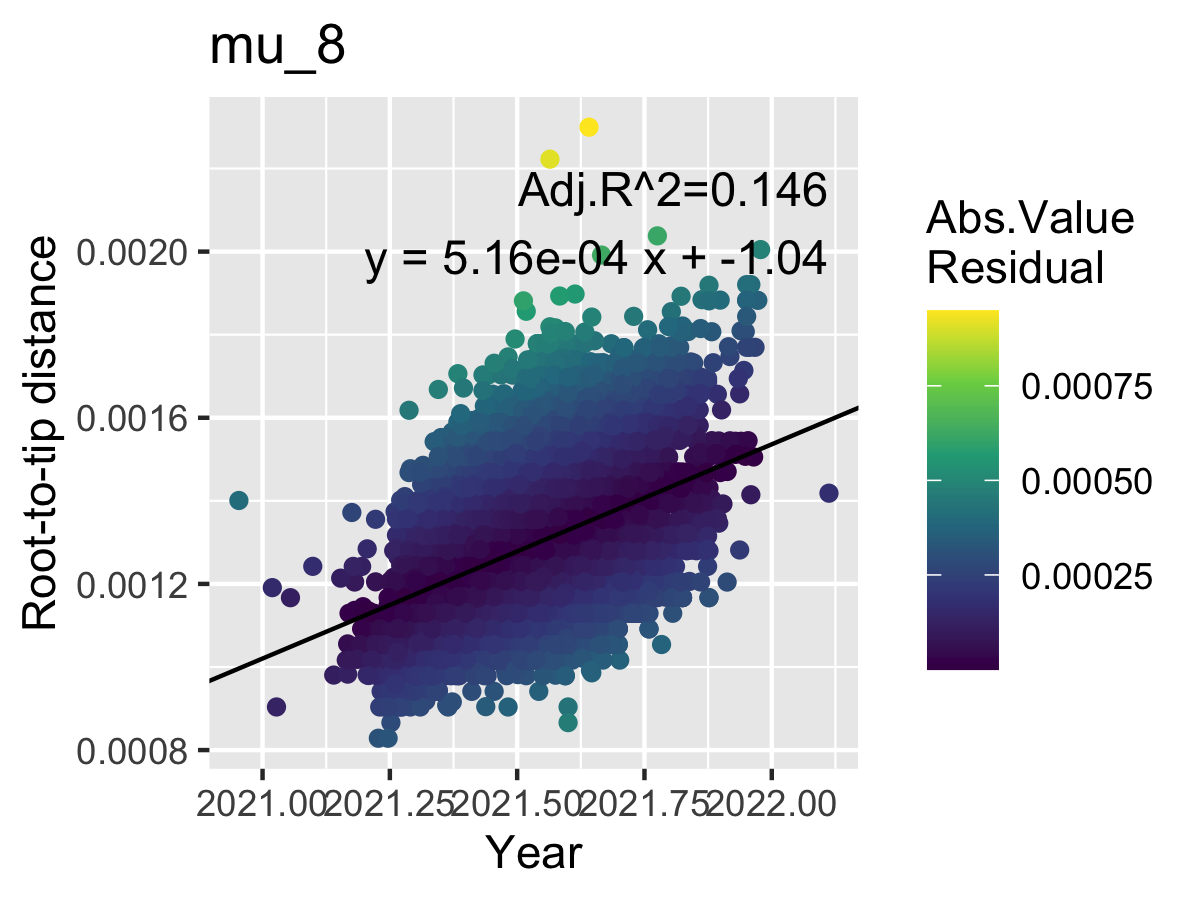 mu_8
Adj.R^2=0.146
y = 5.16e-04 x + -1.04
Root-to-tip distance
0.0020
0.0016
0.0012
0.0008
2021.00 2021.25 2021.50 2021.75 2022.00
Year
Abs.Value
Residual
0.00075
0.00050
0.00025